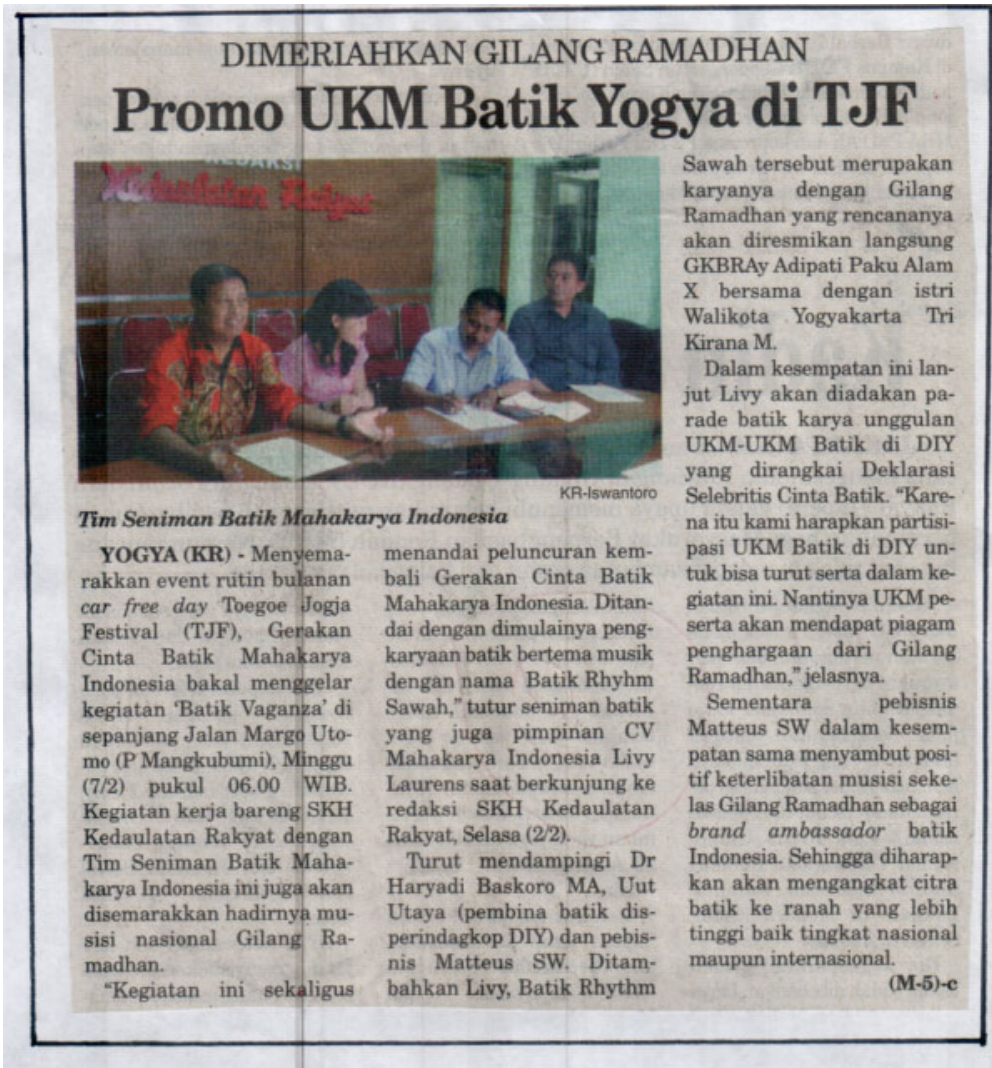 DIMERIAHKAN GILANG RAMADHAN
Promo UKM Batik Yogya di TJF
REDAKSI
Kedaulatan Rakyat
KR-Iswantoro
Tim Seniman Batik Mahakarya Indonesia
YOGYA (KR) - Menyema-
rakkan event rutin bulanan
car free day Toegoe Jogja
Festival (TJF), Gerakan
Cinta Batik Mahakarya
Indonesia bakal menggelar
kegiatan ‘Batik Vaganza’ di
sepanjang Jalan Margo Uto-
mo (P Mangkubumi), Minggu
(7/2) pukul 06.00 WIB.
Kegiatan kerja bareng SKH
Kedaulatan Rakyat dengan
Tim Seniman Batik Maha-
karya Indonesia ini juga akan
disemarakkan hadirnya mu-
sisi nasional Gilang Ra-
madhan.
“Kegiatan ini sekaligus
menandai peluncuran kem-
bali Gerakan Cinta Batik
Mahakarya Indonesia. Ditan-
dai dengan dimulainya peng-
karyaan batik bertema musik
dengan nama Batik Rhyhm
Sawah,” tutur seniman batik
yang juga pimpinan CV
Mahakarya Indonesia Livy
Laurens saat berkunjung ke
redaksi SKH Kedaulatan
Rakyat, Selasa (2/2).
Turut mendampingi Dr
Haryadi Baskoro MA, Uut
Utaya (pembina batik dis-
perindagkop DIY) dan pebis-
nis Matteus SW. Ditam-
bahkan Livy, Batik Rhythm
Sawah tersebut merupakan
karyanya dengan Gilang
Ramadhan yang rencananya
akan diresmikan langsung
GKBRAy Adipati Paku Alam
X bersama dengan istri
Walikota Yogyakarta Tri
Kirana M.
Dalam kesempatan ini lan-
jut Livy akan diadakan pa-
rade batik karya unggulan
UKM-UKM Batik di DIY
yang dirangkai Deklarasi
Selebritis Cinta Batik. “Kare-
na itu kami harapkan partisi-
pasi UKM Batik di DIY un-
tuk bisa turut serta dalam ke-
giatan ini. Nantinya UKM pe-
serta akan mendapat piagam
penghargaan dari Gilang
Ramadhan,” jelasnya.
Sementara pebisnis
Matteus SW dalam kesem-
patan sama menyambut posi-
tif keterlibatan musisi seke-
las Gilang Ramadhan sebagai
brand ambassador batik
Indonesia. Sehingga diharap-
kan akan mengangkat citra
batik ke ranah yang lebih
tinggi baik tingkat nasional
maupun internasional.
(M-5)-c